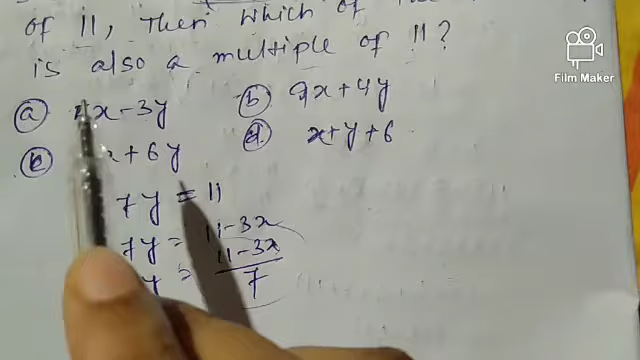 of 11, Then which of
is also a multiple of 11?
(a) x-3y (b) 9x+4y
(c) + 6y (d) x+y+6
7y = 11
7y = 11-3x
y = 11-3x / 7
Film Maker